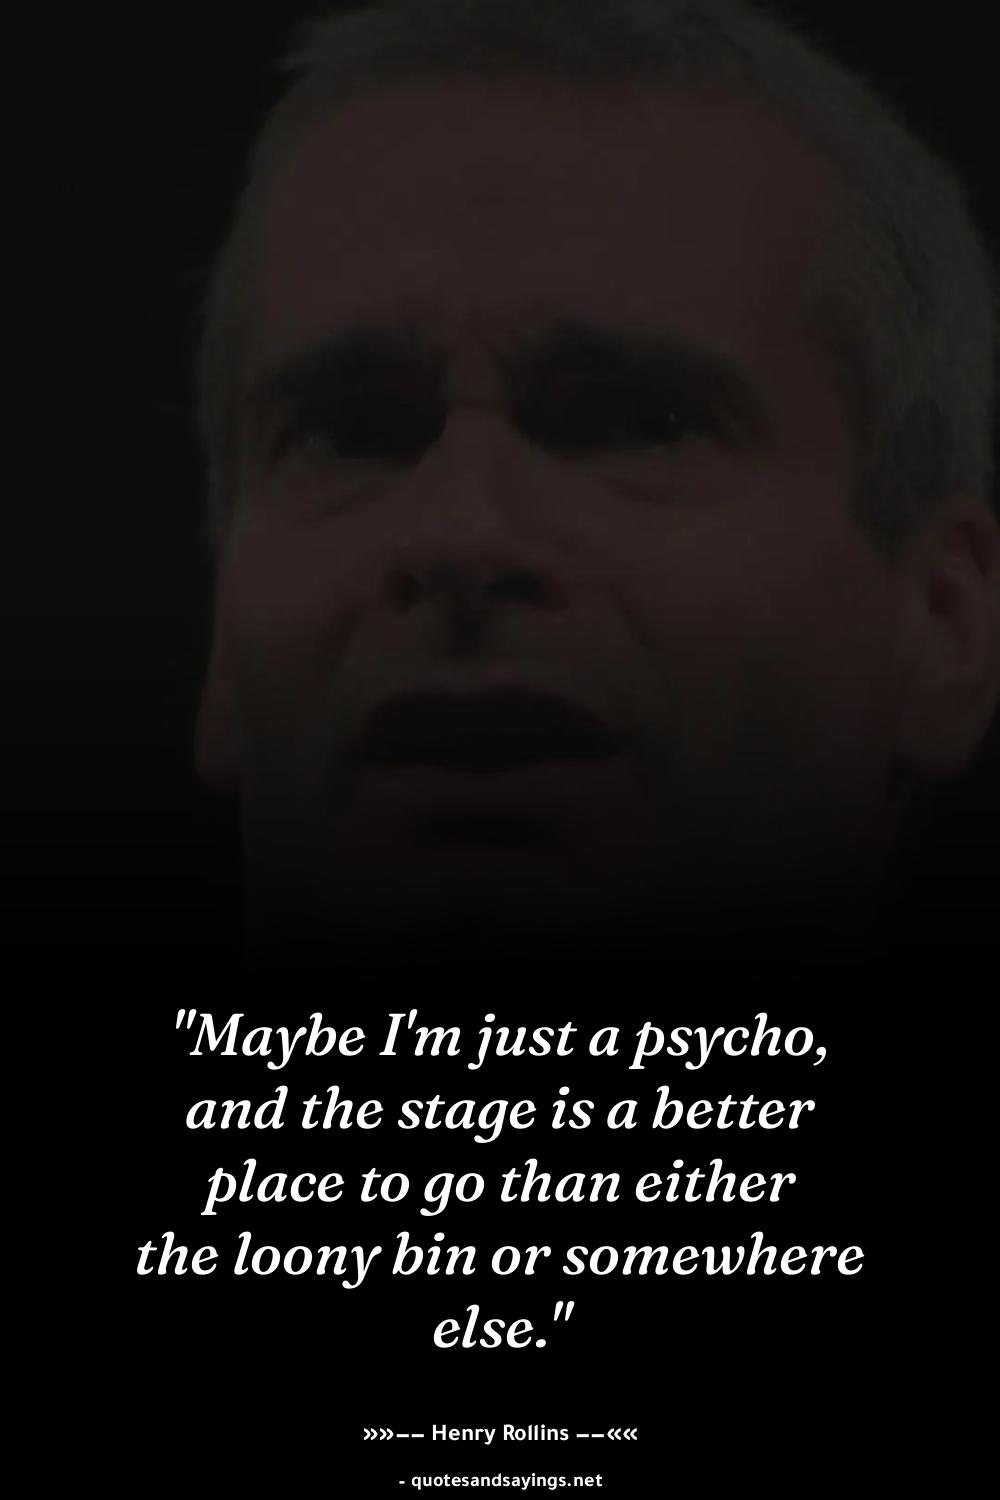 "Maybe I'm just a psycho,
and the stage is a better
place to go than either
the loony bin or somewhere
else."
»»−− Henry Rollins −−««
- quotesandsayings.net